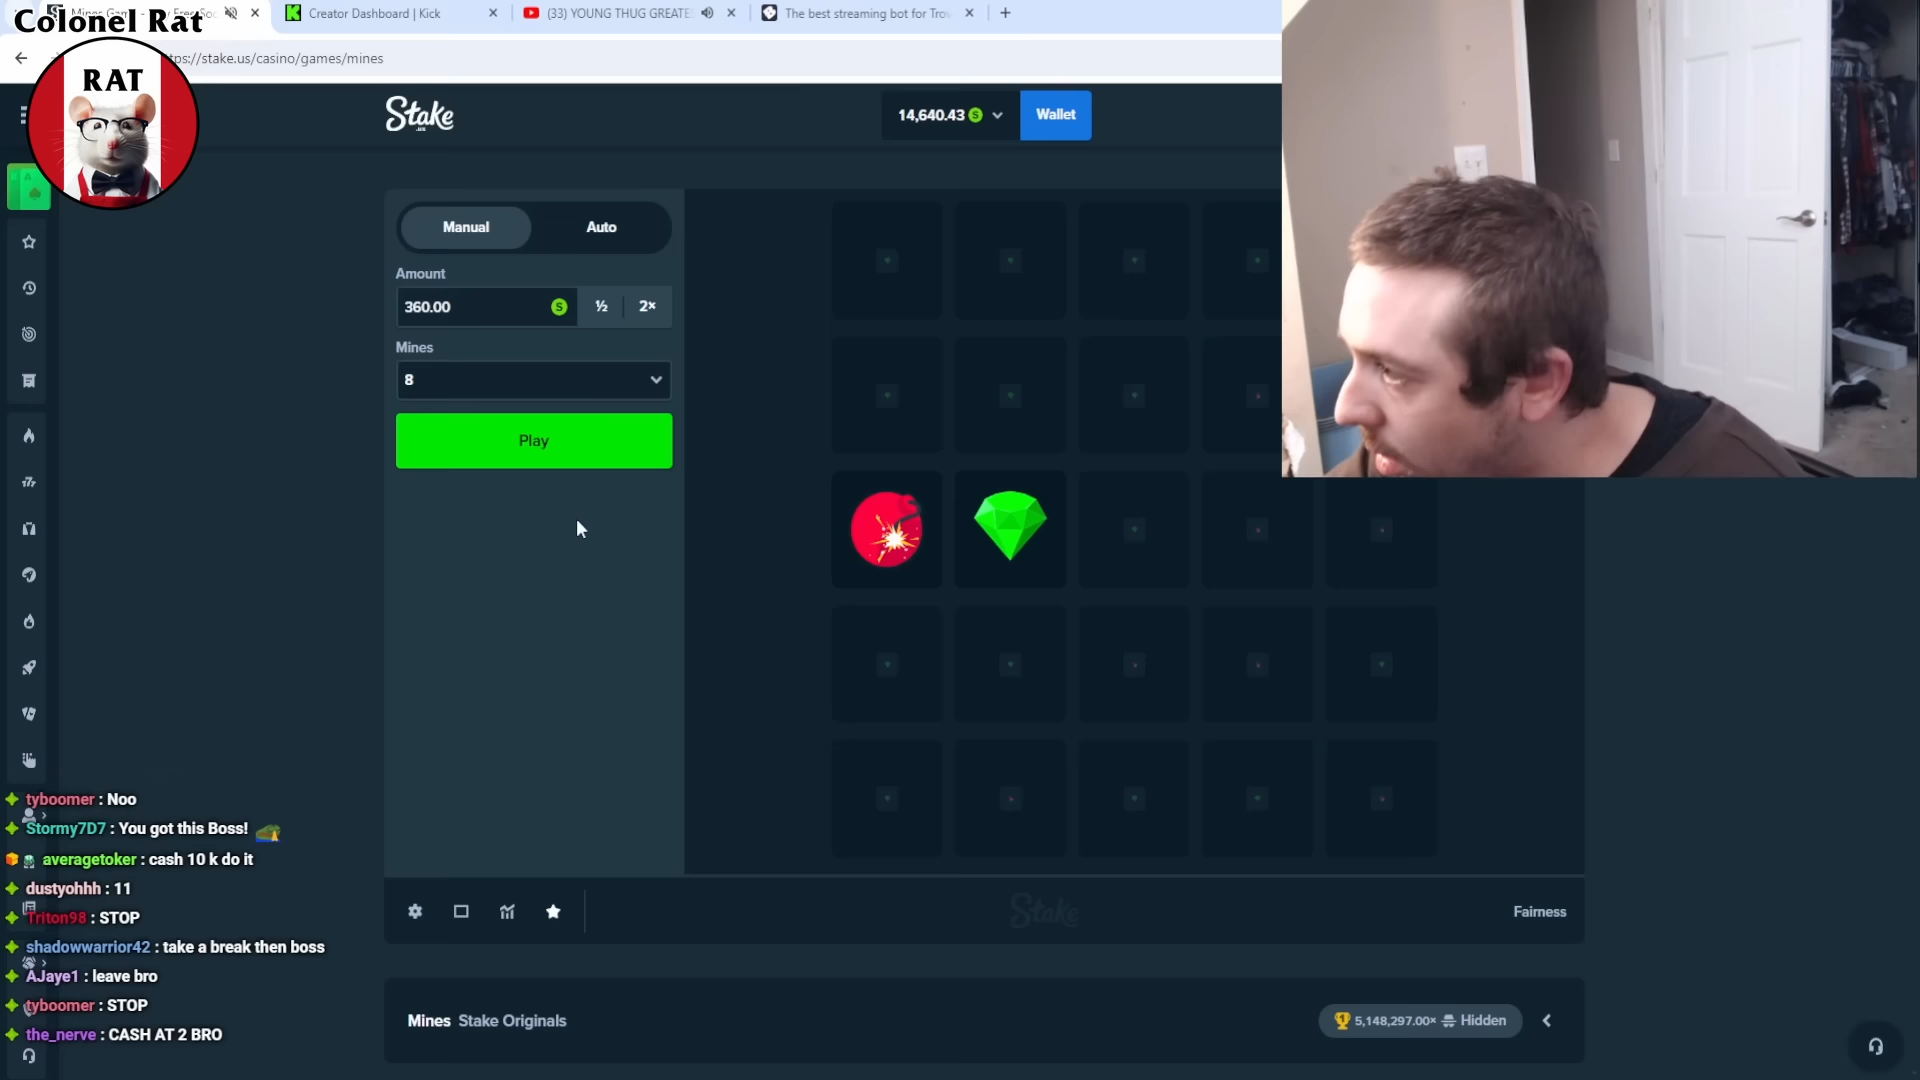 Colonel Rat
RAT
Creator Dashboard | Kick
(33) YOUNG THUG GREATE
The best streaming bot for Trov
tps://stake.us/casino/games/mines
Stake
.us
14,640.43
Wallet
Manual
Auto
Amount
360.00
S
½
2×
Mines
8
Play
tyboomer : Noo
Stormy7D7 : You got this Boss!
averagetoker : cash 10 k do it
dustyohhh : 11
Triton98 : STOP
shadowwarrior42 : take a break then boss
AJaye1 : leave bro
tyboomer : STOP
the_nerve : CASH AT 2 BRO
Stake
Fairness
Mines Stake Originals
5,148,297.00× Hidden